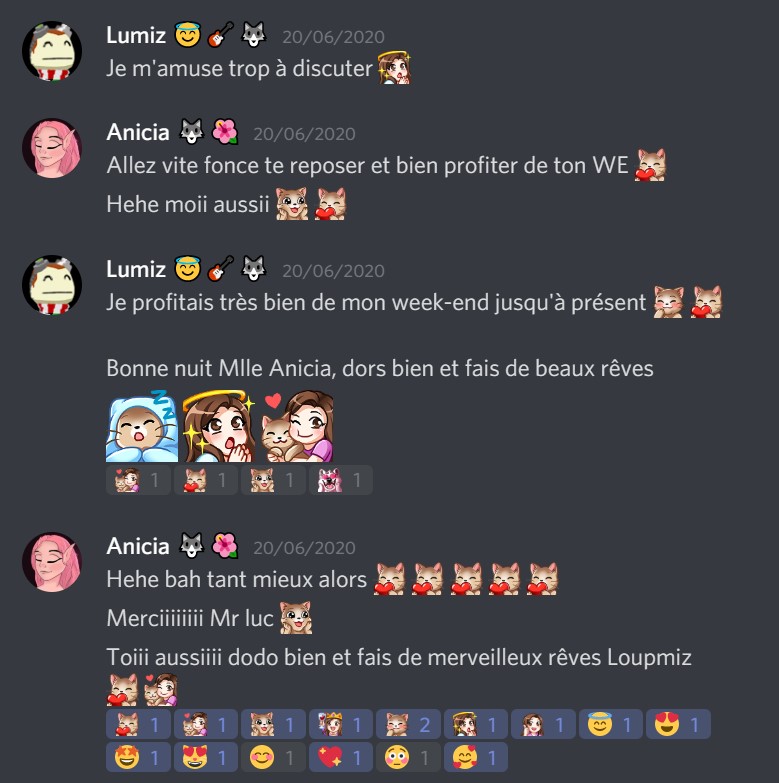 Lumiz 😇 🎸 🐺 20/06/2020
Je m'amuse trop à discuter
Anicia 🐺 🌺 20/06/2020
Allez vite fonce te reposer et bien profiter de ton WE
Hehe moii aussii
Lumiz 😇 🎸 🐺 20/06/2020
Je profitais très bien de mon week-end jusqu'à présent
Bonne nuit Mlle Anicia, dors bien et fais de beaux rêves
1 1 1 1
Anicia 🐺 🌺 20/06/2020
Hehe bah tant mieux alors
Merciiiiiiii Mr luc
Toiii aussiiii dodo bien et fais de merveilleux rêves Loupmiz
1 1 1 1 2 1 1 😇 1 😍 1
🤩 1 😻 1 😊 1 💖 1 😳 1 🥰 1